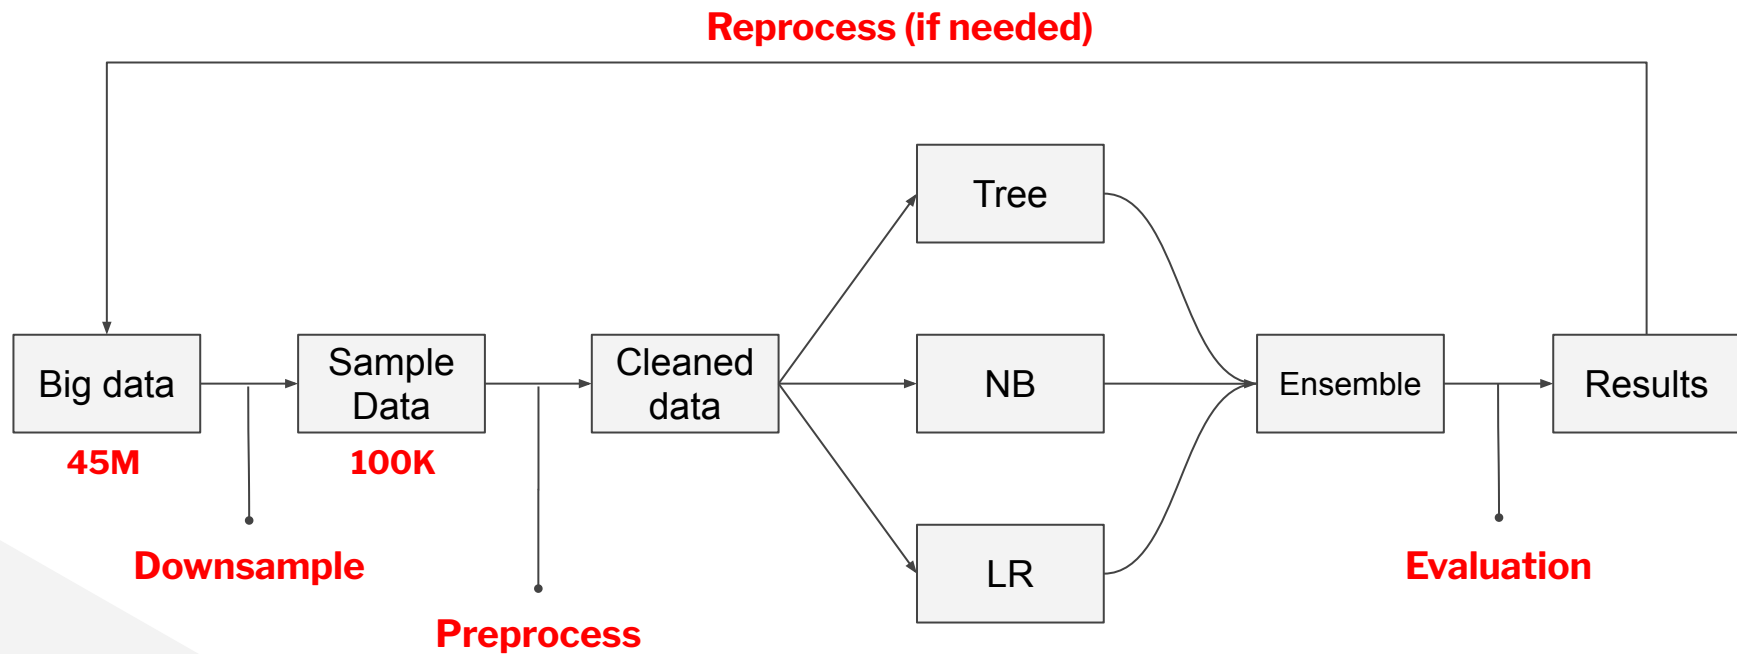 Reprocess (if needed)
Tree
Big data
45M
Sample
Data
100K
Cleaned
data
NB
Ensemble
Results
LR
Downsample
Preprocess
Evaluation